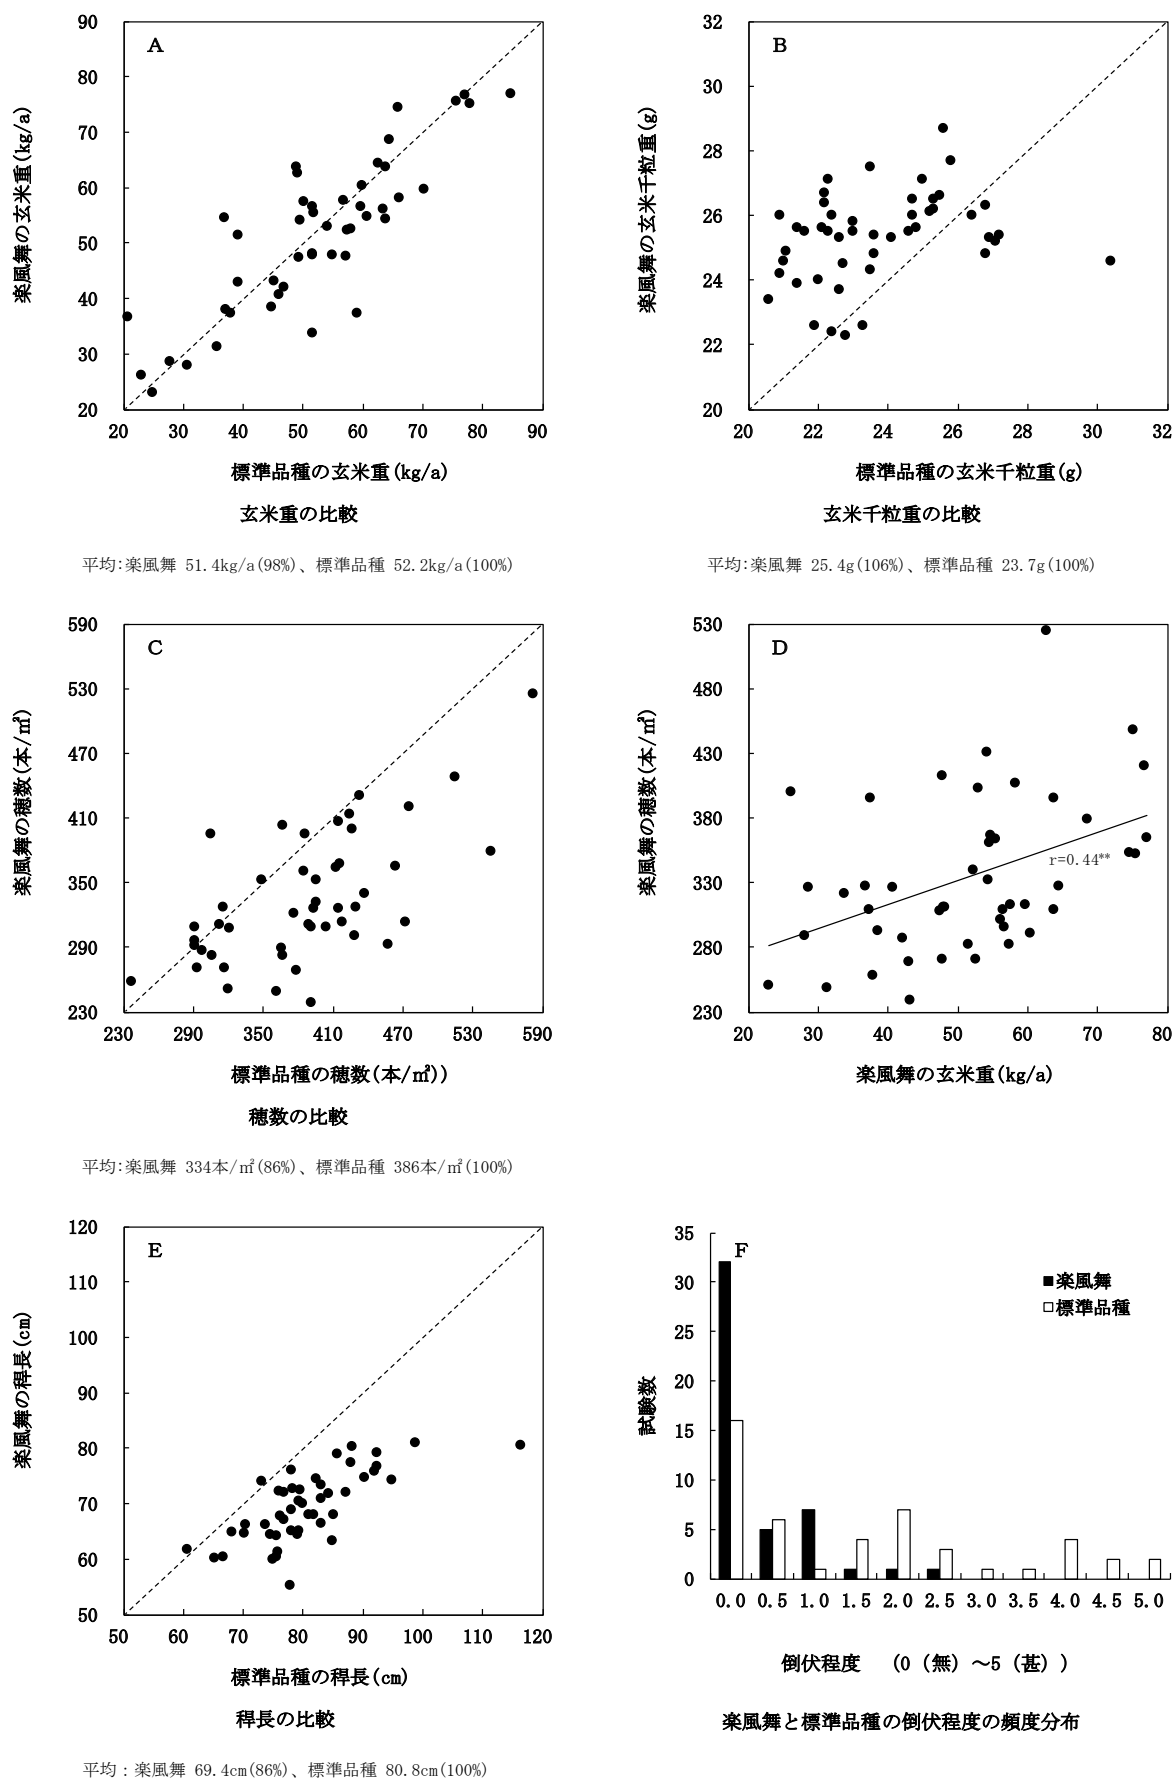 A
楽風舞の玄米重(kg/a)
90
80
70
60
50
40
30
20
20 30 40 50 60 70 80 90
標準品種の玄米重(kg/a)
玄米重の比較
平均:楽風舞 51.4kg/a(98%)、標準品種 52.2kg/a(100%)
B
楽風舞の玄米千粒重(g)
32
30
28
26
24
22
20
20 22 24 26 28 30 32
標準品種の玄米千粒重(g)
玄米千粒重の比較
平均:楽風舞 25.4g(106%)、標準品種 23.7g(100%)
C
楽風舞の穂数(本/㎡)
590
530
470
410
350
290
230
230 290 350 410 470 530 590
標準品種の穂数(本/㎡))
穂数の比較
平均:楽風舞 334本/㎡(86%)、標準品種 386本/㎡(100%)
D
楽風舞の穂数(本/㎡)
530
480
430
380
330
280
230
r=0.44**
20 30 40 50 60 70 80
楽風舞の玄米重(kg/a)
E
楽風舞の稈長(cm)
120
110
100
90
80
70
60
50
50 60 70 80 90 100 110 120
標準品種の稈長(cm)
稈長の比較
平均：楽風舞 69.4cm(86%)、標準品種 80.8cm(100%)
F
試験数
35
30
25
20
15
10
5
0
楽風舞
標準品種
0.0 0.5 1.0 1.5 2.0 2.5 3.0 3.5 4.0 4.5 5.0
倒伏程度 （0（無）～5（甚））
楽風舞と標準品種の倒伏程度の頻度分布